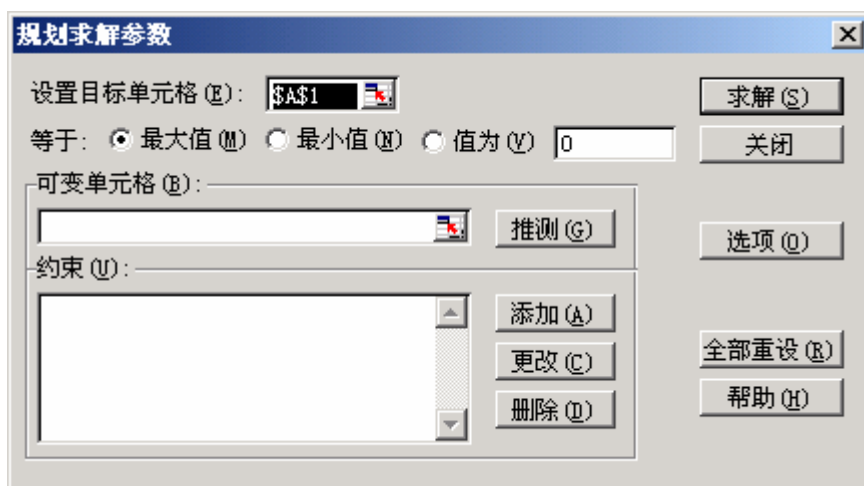 规划求解参数
设置目标单元格(E): $A$1 求解(S)
等于: 最大值(M) 最小值(N) 值为(V) 0 关闭
可变单元格(B):
推测(G) 选项(O)
约束(U):
添加(A)
更改(C) 全部重设(R)
删除(D) 帮助(H)